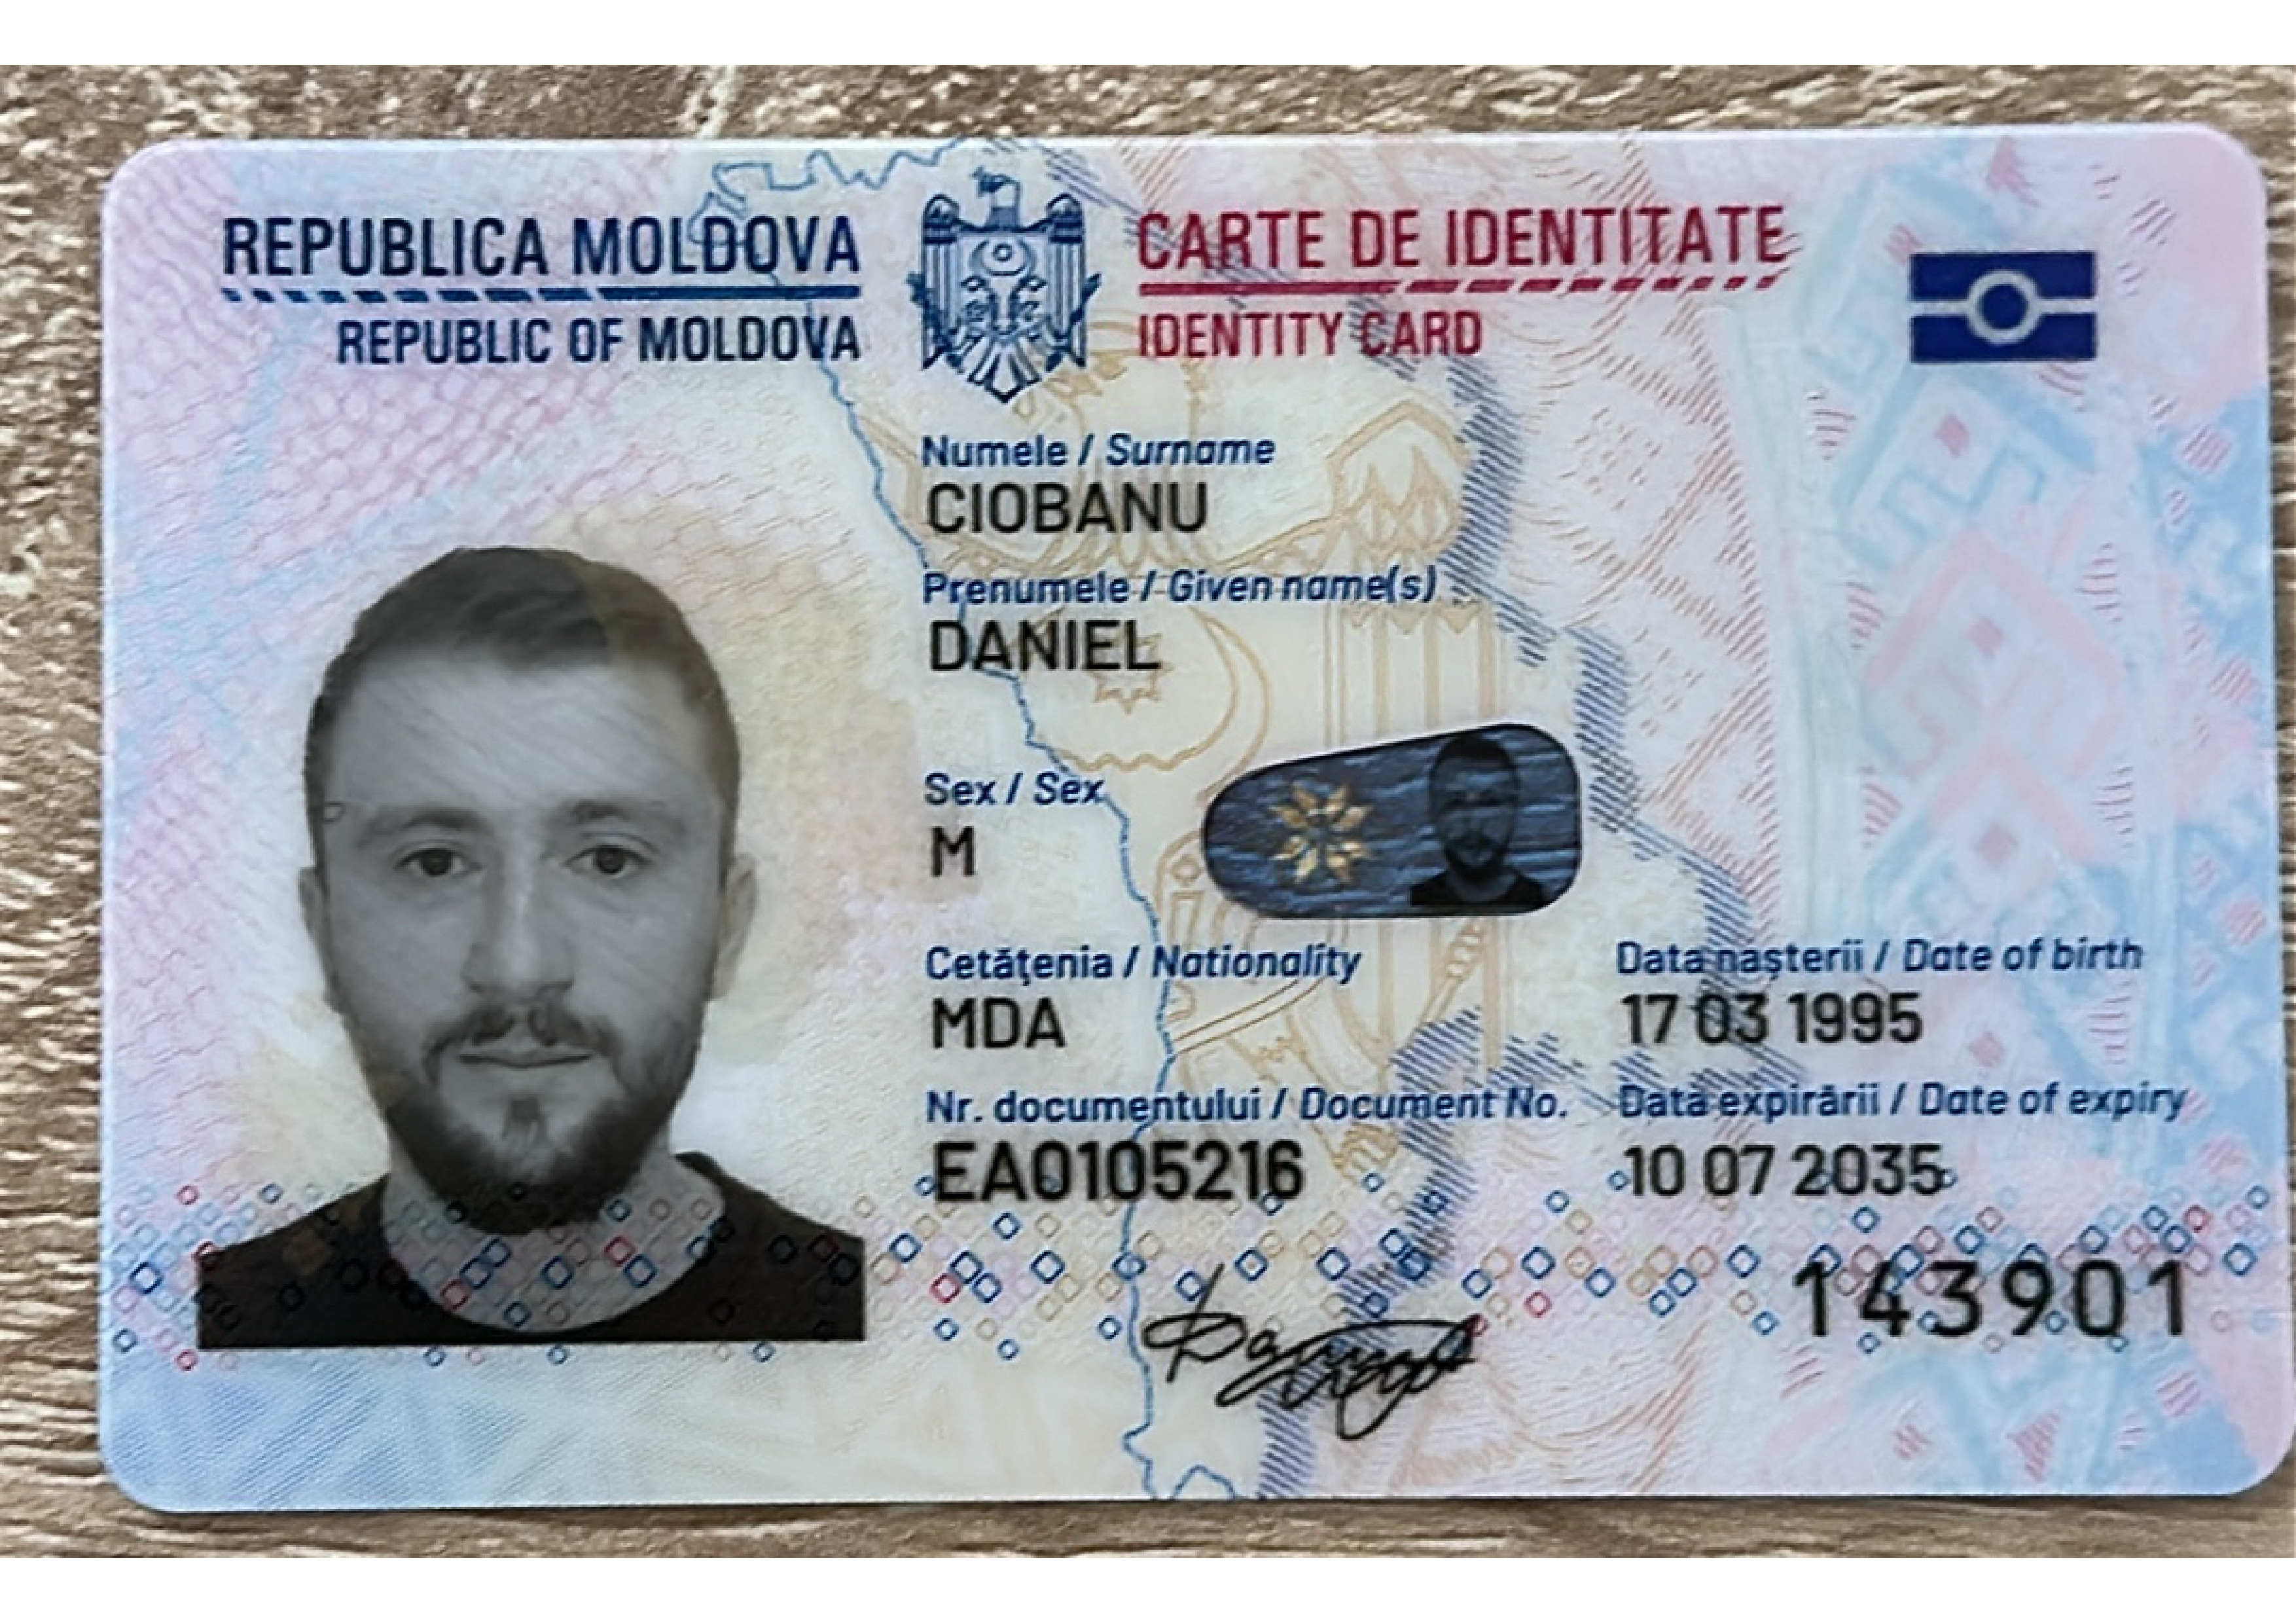 REPUBLICA MOLDOVA
REPUBLIC OF MOLDOVA
CARTE DE IDENTITATE
IDENTITY CARD
Numele / Surname
CIOBANU
Prenumele / Given name(s)
DANIEL
Sex / Sex
M
Cetăţenia / Nationality
MDA
Data naşterii / Date of birth
17 03 1995
Nr. documentului / Document No.
EA0105216
Data expirării / Date of expiry
10 07 2035
143901